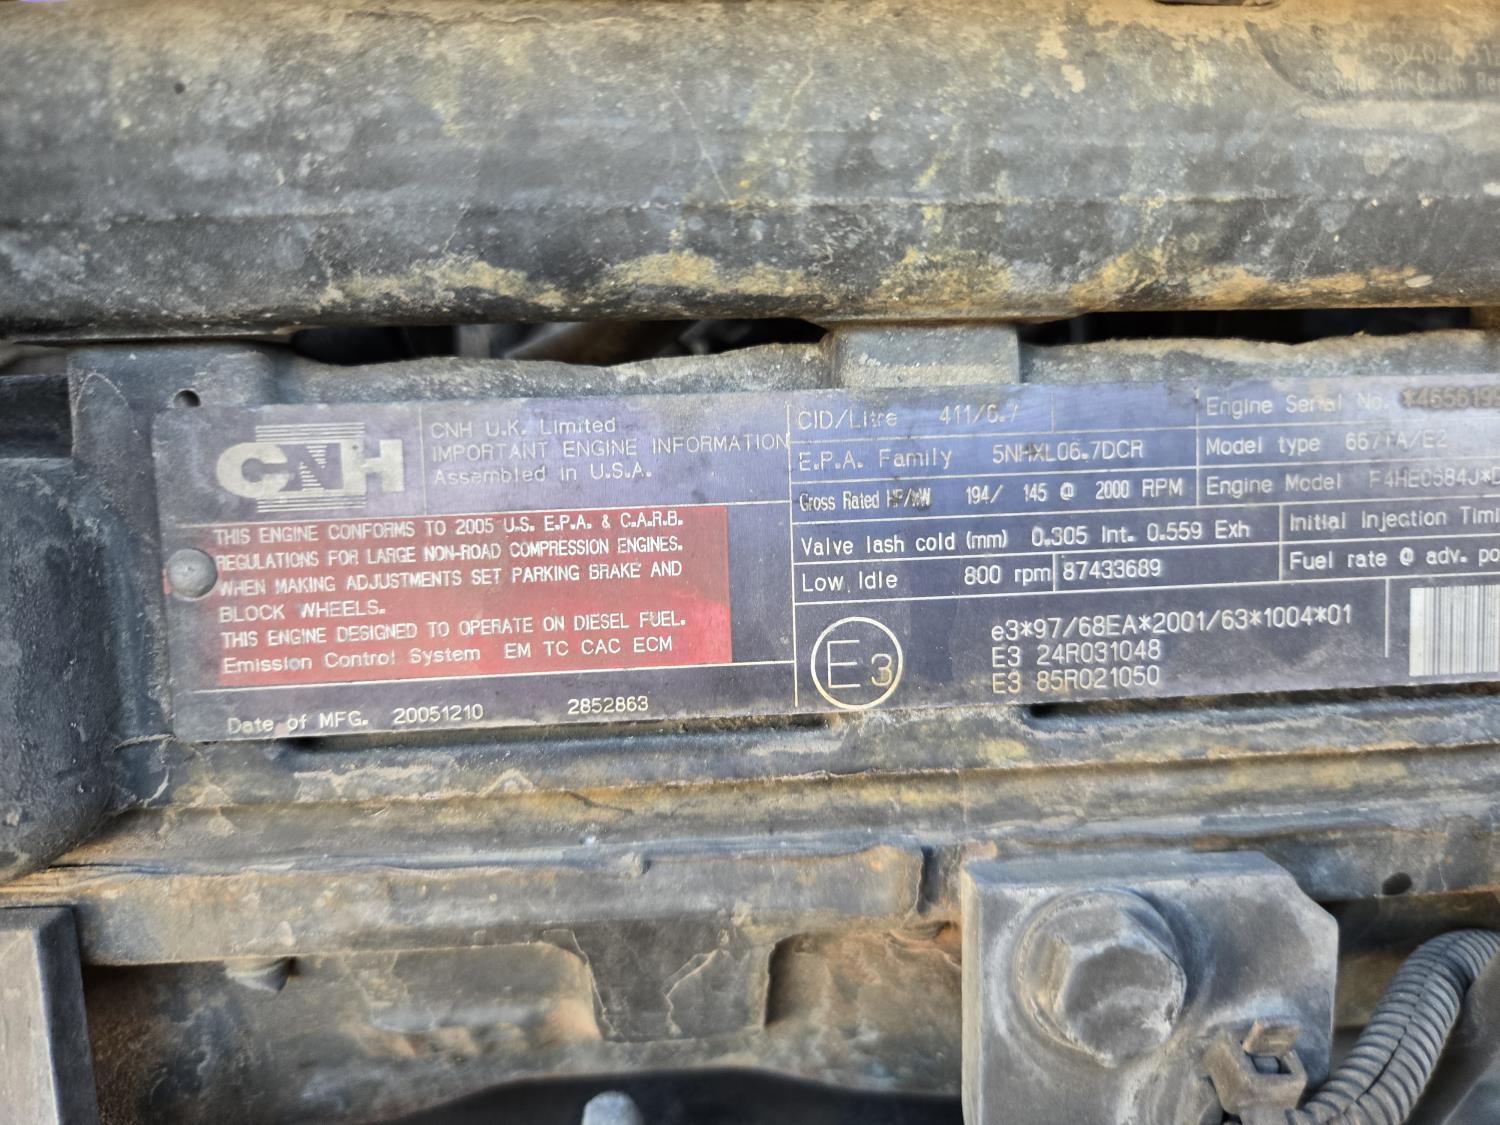 CNH
CNH U.K. Limited
IMPORTANT ENGINE INFORMATION
Assembled in U.S.A.
THIS ENGINE CONFORMS TO 2005 U.S. E.P.A. & C.A.R.B.
REGULATIONS FOR LARGE NON-ROAD COMPRESSION ENGINES.
WHEN MAKING ADJUSTMENTS SET PARKING BRAKE AND
BLOCK WHEELS.
THIS ENGINE DESIGNED TO OPERATE ON DIESEL FUEL.
Emission Control System EM TC CAC ECM
Date of MFG. 20051210 2852863
CID/Litre 411/6.7
E.P.A. Family 5NHXL06.7DCR
Gross Rated HP/kW 194/ 145 @ 2000 RPM
Valve lash cold (mm) 0.305 Int. 0.559 Exh
Low Idle 800 rpm 87433689
E3
e3*97/68EA*2001/63*1004*01
E3 24R031048
E3 85R021050
Engine Serial No.
Model type 667TA/E2
Engine Model F4HE0684J*D
Initial Injection Timi
Fuel rate @ adv. po